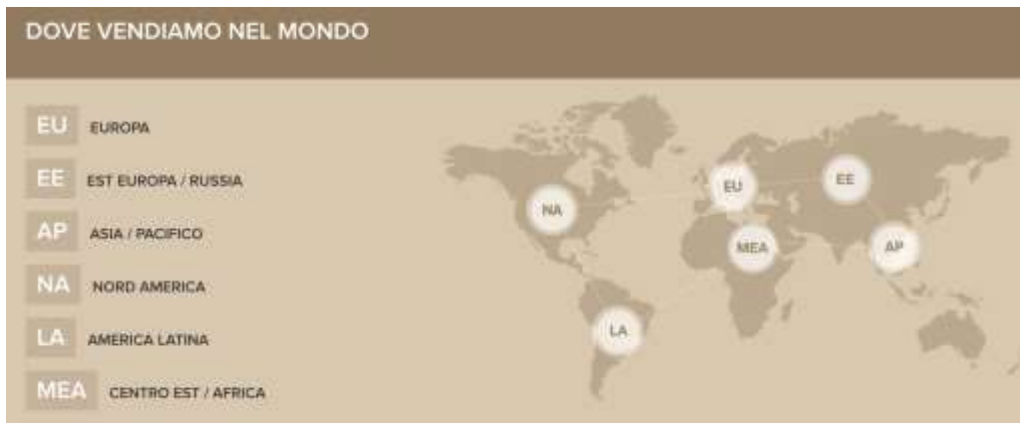 DOVE VENDIAMO NEL MONDO
EU EUROPA
EE EST EUROPA / RUSSIA
AP ASIA / PACIFICO
NA NORD AMERICA
LA AMERICA LATINA
MEA CENTRO EST / AFRICA
EU
EE
NA
MEA
AP
LA